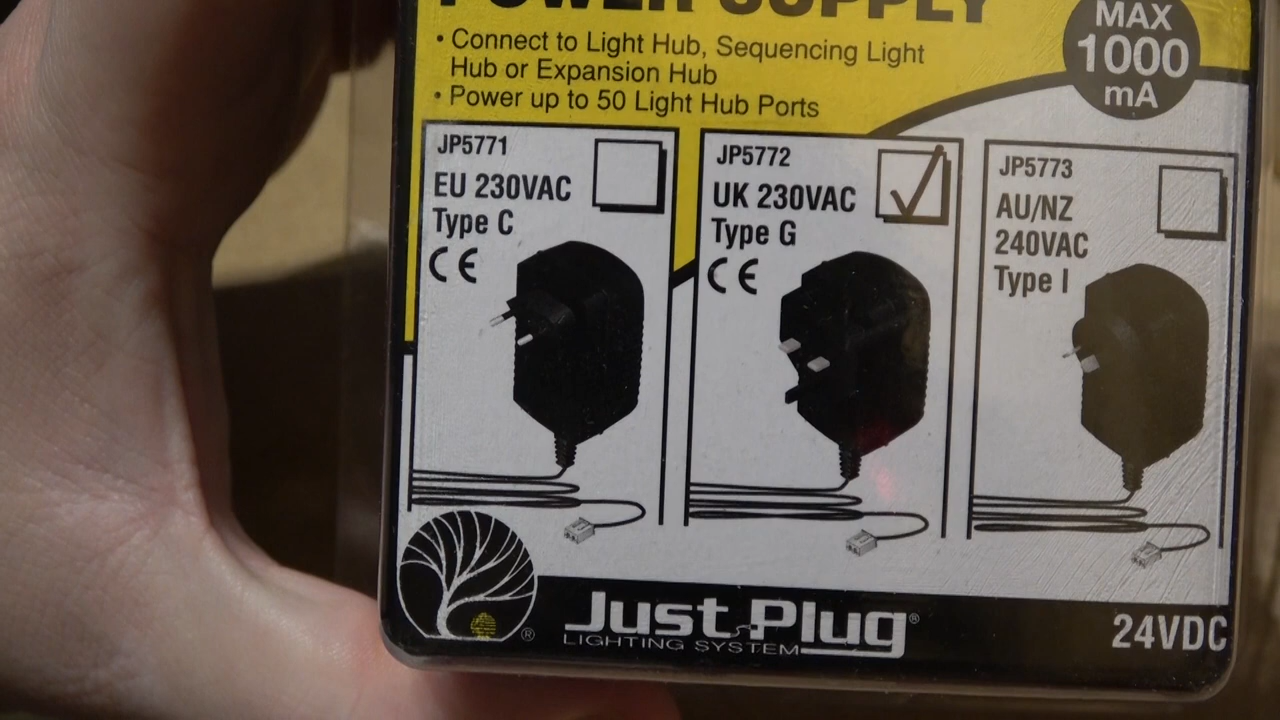 POWER SUPPLY
• Connect to Light Hub, Sequencing Light
Hub or Expansion Hub
• Power up to 50 Light Hub Ports
MAX
1000
mA
JP5771
EU 230VAC
Type C
CE
JP5772
UK 230VAC
Type G
CE
JP5773
AU/NZ
240VAC
Type I
®
Just Plug®
LIGHTING SYSTEM
24VDC